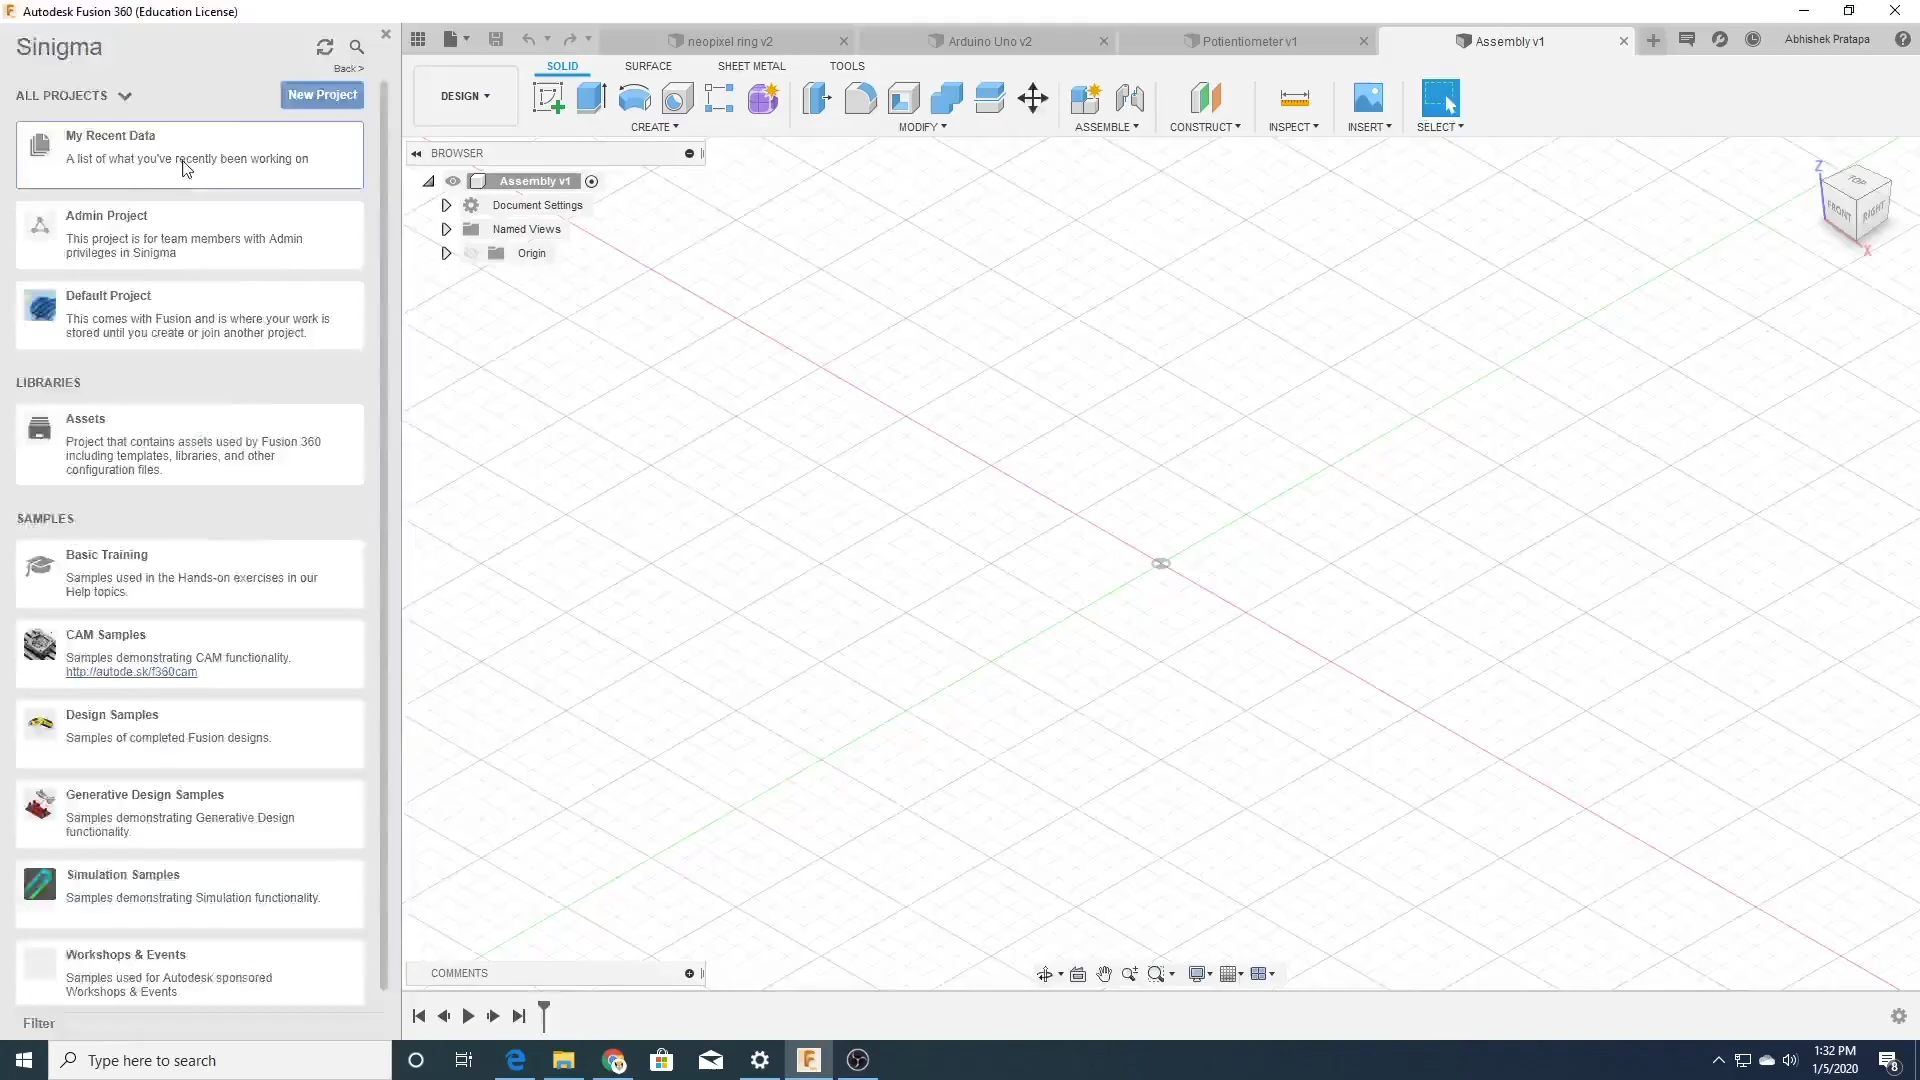 Autodesk Fusion 360 (Education License)
Sinigma
Back >
ALL PROJECTS
New Project
My Recent Data
A list of what you've recently been working on
Admin Project
This project is for team members with Admin
privileges in Sinigma
Default Project
This comes with Fusion and is where your work is
stored until you create or join another project.
LIBRARIES
Assets
Project that contains assets used by Fusion 360
including templates, libraries, and other
configuration files.
SAMPLES
Basic Training
Samples used in the Hands-on exercises in our
Help topics.
CAM Samples
Samples demonstrating CAM functionality.
http://autode.sk/f360cam
Design Samples
Samples of completed Fusion designs.
Generative Design Samples
Samples demonstrating Generative Design
functionality.
Simulation Samples
Samples demonstrating Simulation functionality.
Workshops & Events
Samples used for Autodesk sponsored
Workshops & Events
Filter
neopixel ring v2
Arduino Uno v2
Potientiometer v1
Assembly v1
Abhishek Pratapa
SOLID
SURFACE
SHEET METAL
TOOLS
DESIGN
CREATE
MODIFY
ASSEMBLE
CONSTRUCT
INSPECT
INSERT
SELECT
BROWSER
Assembly v1
Document Settings
Named Views
Origin
Z
TOP
FRONT
RIGHT
X
COMMENTS
Type here to search
1:32 PM
1/5/2020
8